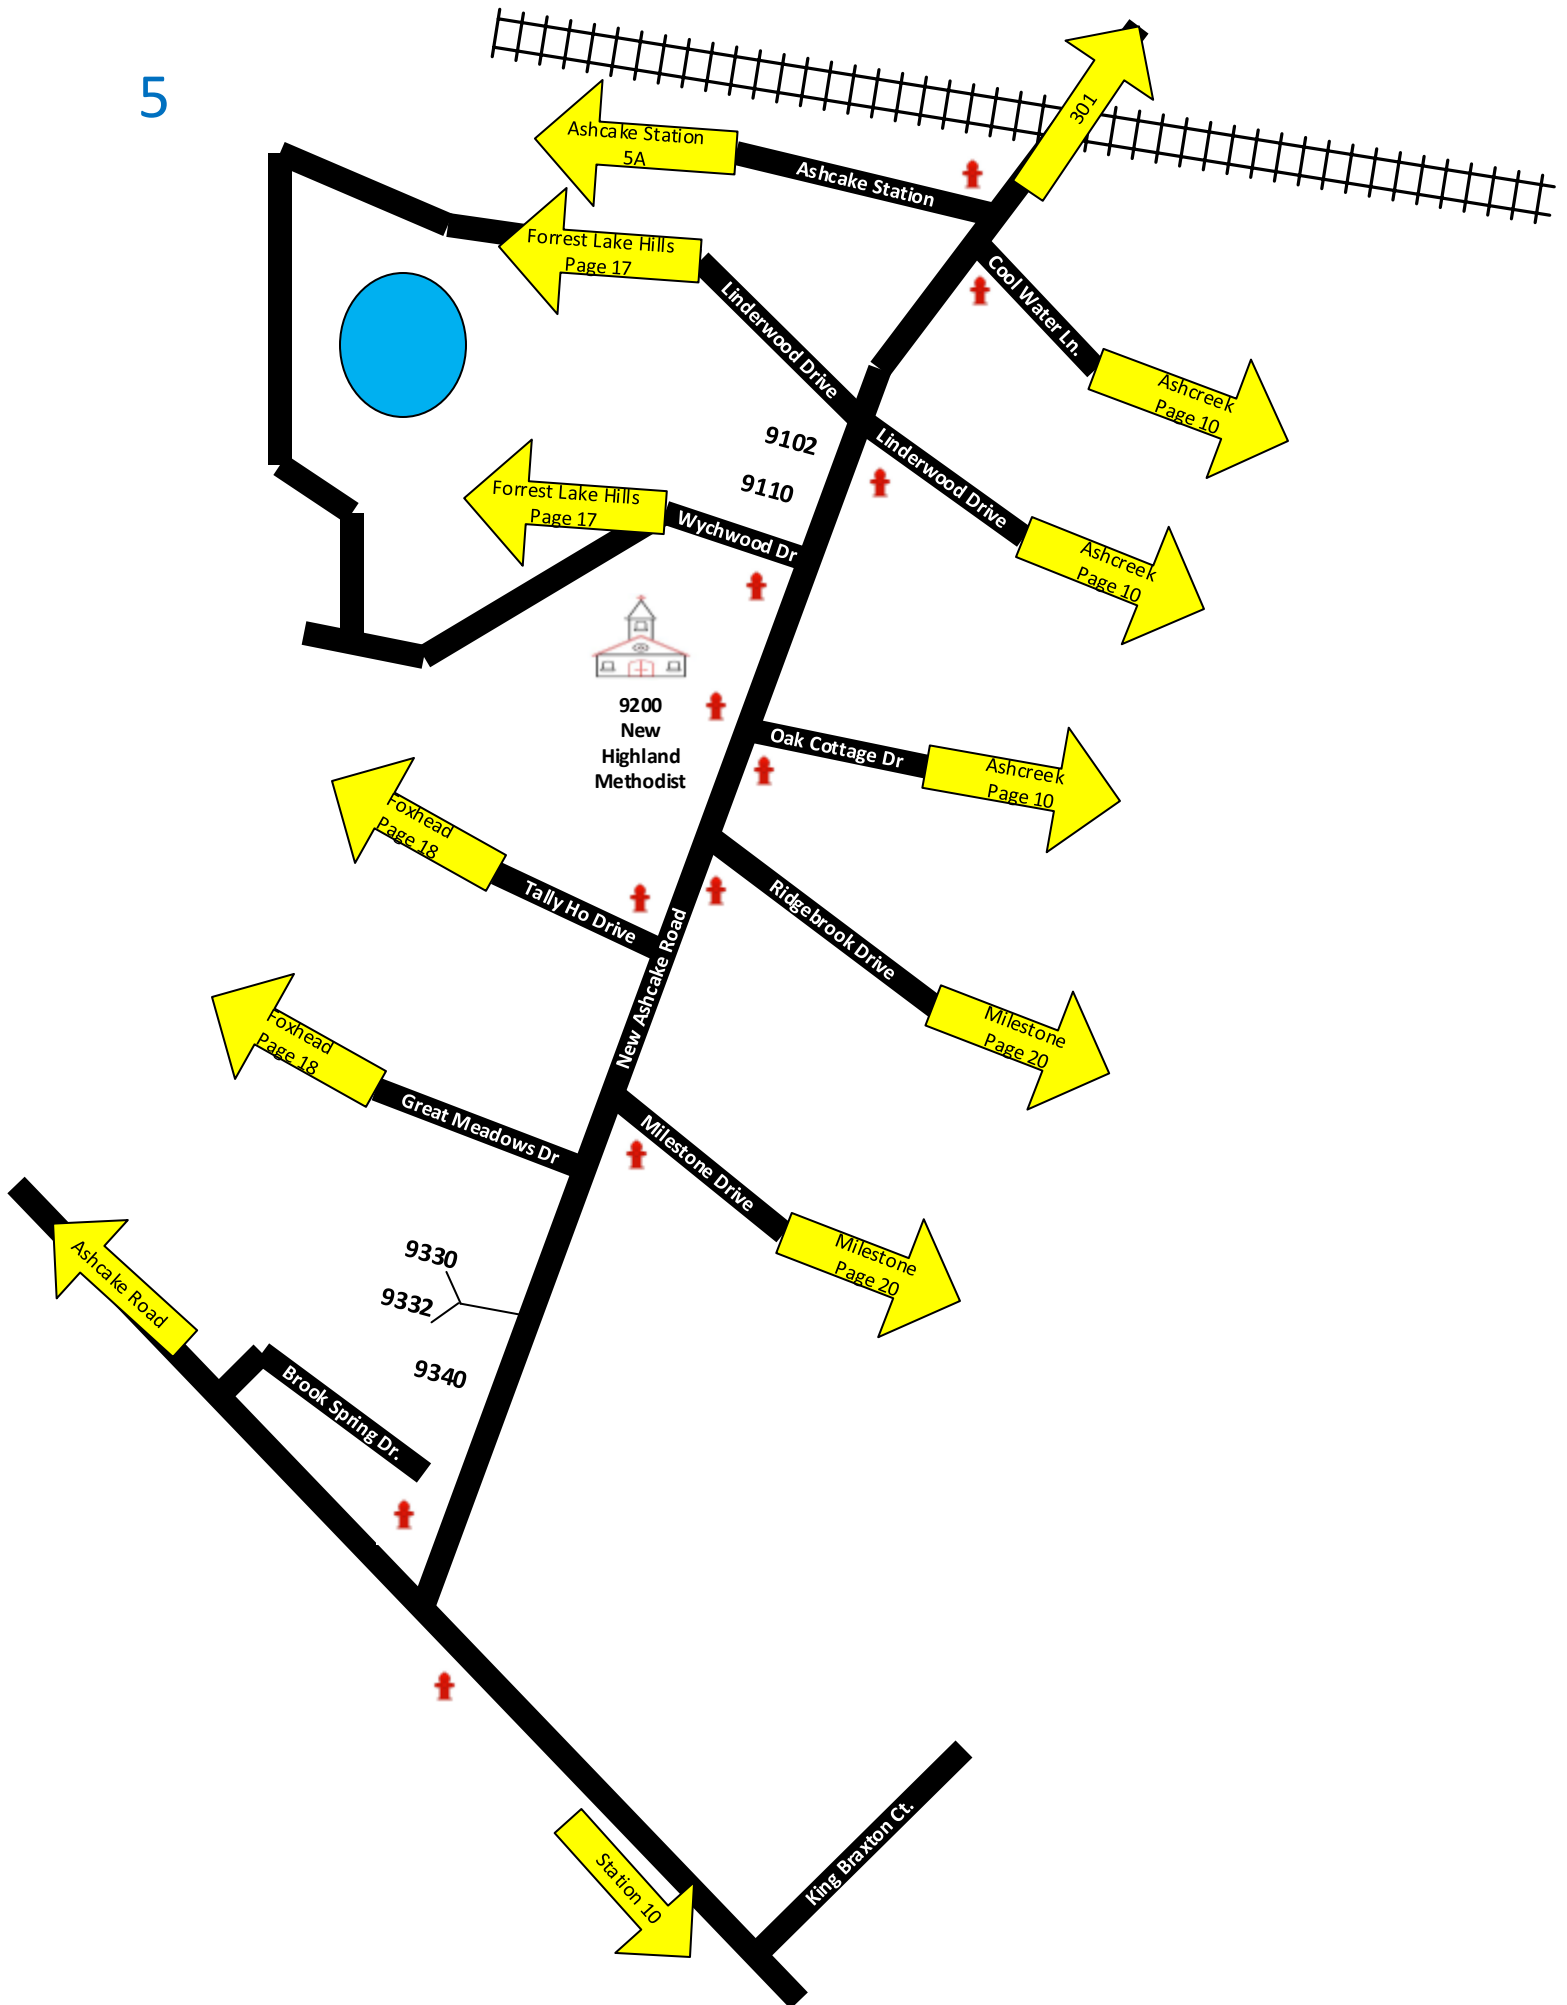 5
301
Ashcake Station
5A
Ashcake Station
Forrest Lake Hills
Page 17
Linderwood Drive
Cool Water Ln.
Ashcreek
Page 10
9102
Linderwood Drive
9110
Forrest Lake Hills
Page 17
Wychwood Dr
Ashcreek
Page 10
9200
New
Highland
Methodist
Oak Cottage Dr
Ashcreek
Page 10
Foxhead
Page 18
Tally Ho Drive
Ridgebrook Drive
New Ashcake Road
Milestone
Page 20
Foxhead
Page 18
Great Meadows Dr
Milestone Drive
Milestone
Page 20
9330
9332
9340
Ashcake Road
Brook Spring Dr.
Station 10
King Braxton Ct.